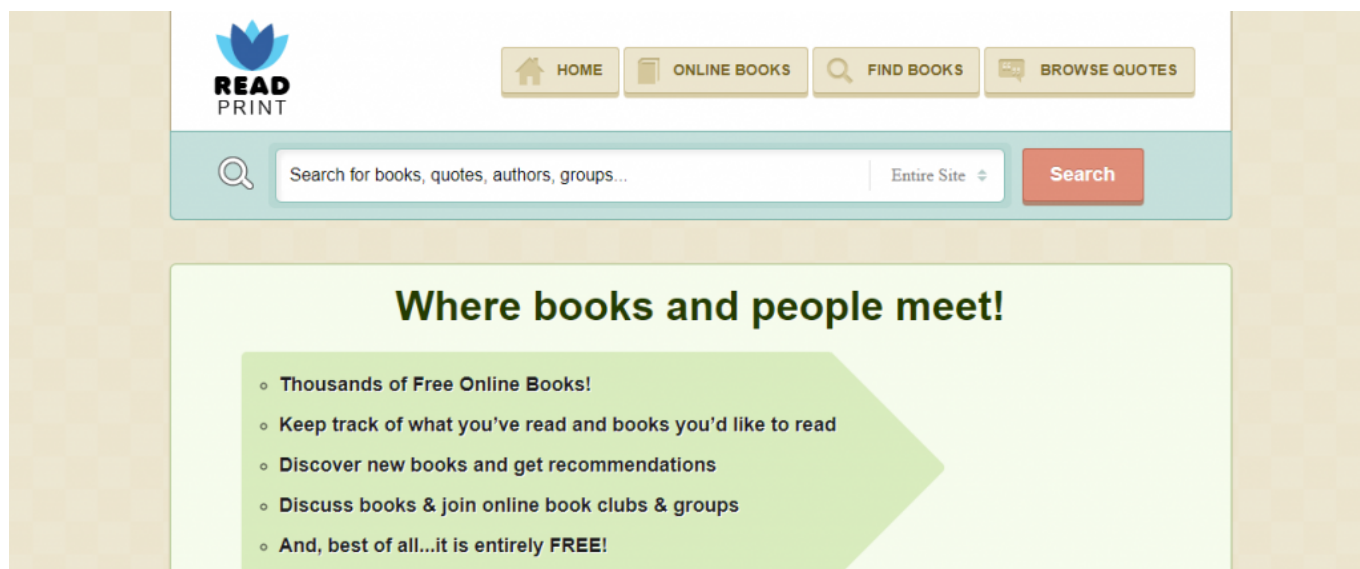 READ
PRINT
HOME
ONLINE BOOKS
FIND BOOKS
BROWSE QUOTES
Search for books, quotes, authors, groups...
Entire Site
Search
Where books and people meet!
Thousands of Free Online Books!
Keep track of what you've read and books you'd like to read
Discover new books and get recommendations
Discuss books & join online book clubs & groups
And, best of all...it is entirely FREE!